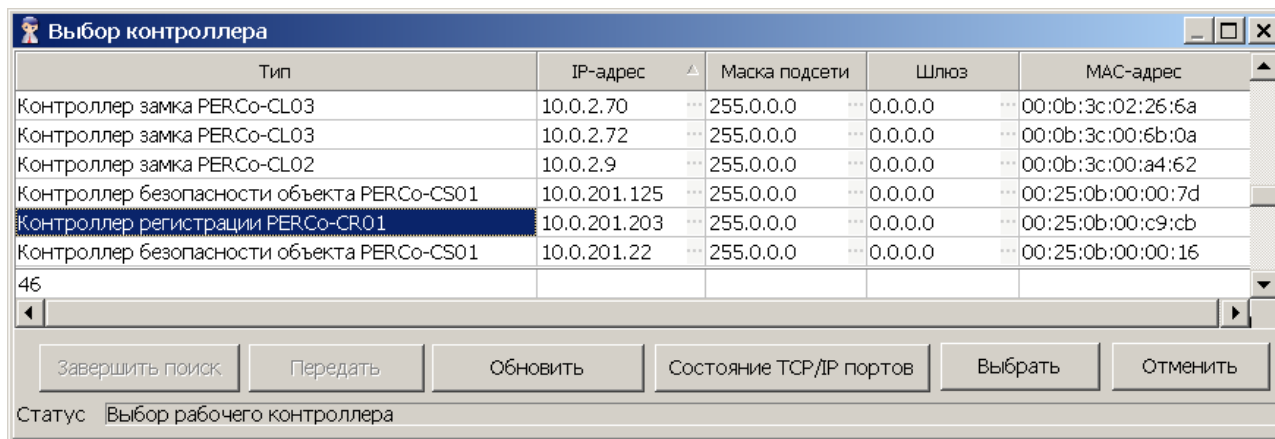 Выбор контроллера
Тип IP-адрес Маска подсети Шлюз MAC-адрес
Контроллер замка PERCo-CL03 10.0.2.70 ... 255.0.0.0 ... 0.0.0.0 ... 00:0b:3c:02:26:6a
Контроллер замка PERCo-CL03 10.0.2.72 ... 255.0.0.0 ... 0.0.0.0 ... 00:0b:3c:00:6b:0a
Контроллер замка PERCo-CL02 10.0.2.9 ... 255.0.0.0 ... 0.0.0.0 ... 00:0b:3c:00:a4:62
Контроллер безопасности объекта PERCo-CS01 10.0.201.125 ... 255.0.0.0 ... 0.0.0.0 ... 00:25:0b:00:00:7d
Контроллер регистрации PERCo-CR01 10.0.201.203 ... 255.0.0.0 ... 0.0.0.0 ... 00:25:0b:00:c9:cb
Контроллер безопасности объекта PERCo-CS01 10.0.201.22 ... 255.0.0.0 ... 0.0.0.0 ... 00:25:0b:00:00:16
46
Завершить поиск Передать Обновить Состояние TCP/IP портов Выбрать Отменить
Статус Выбор рабочего контроллера